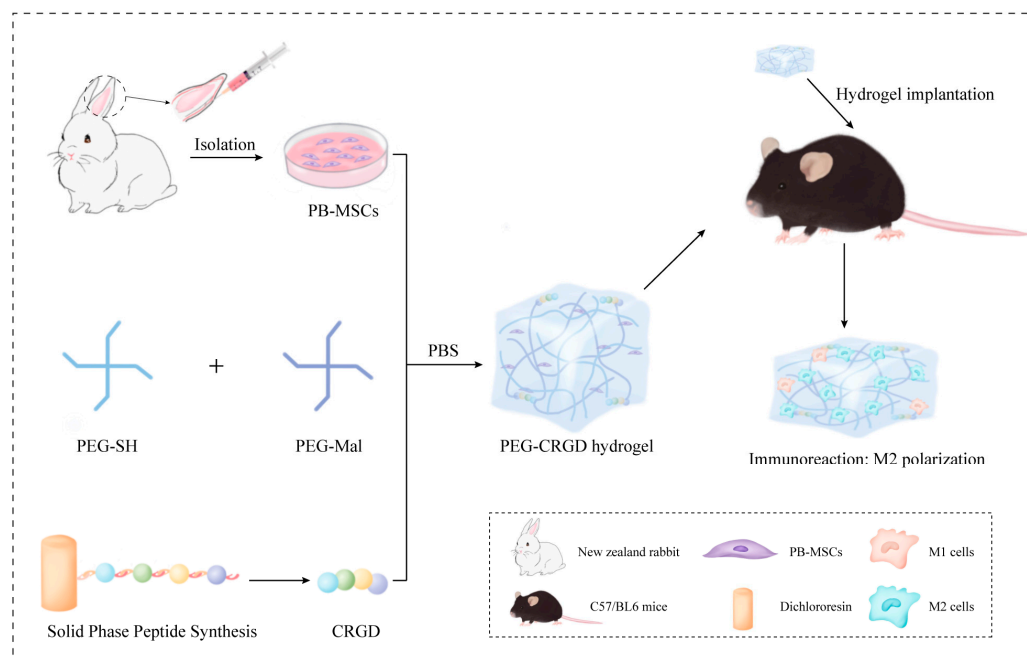 Hydrogel implantation
Isolation
PB-MSCs
PBS
+
PEG-SH
PEG-Mal
PEG-CRGD hydrogel
Immunoreaction: M2 polarization
Solid Phase Peptide Synthesis
CRGD
New zealand rabbit
PB-MSCs
M1 cells
C57/BL6 mice
Dichlororesin
M2 cells